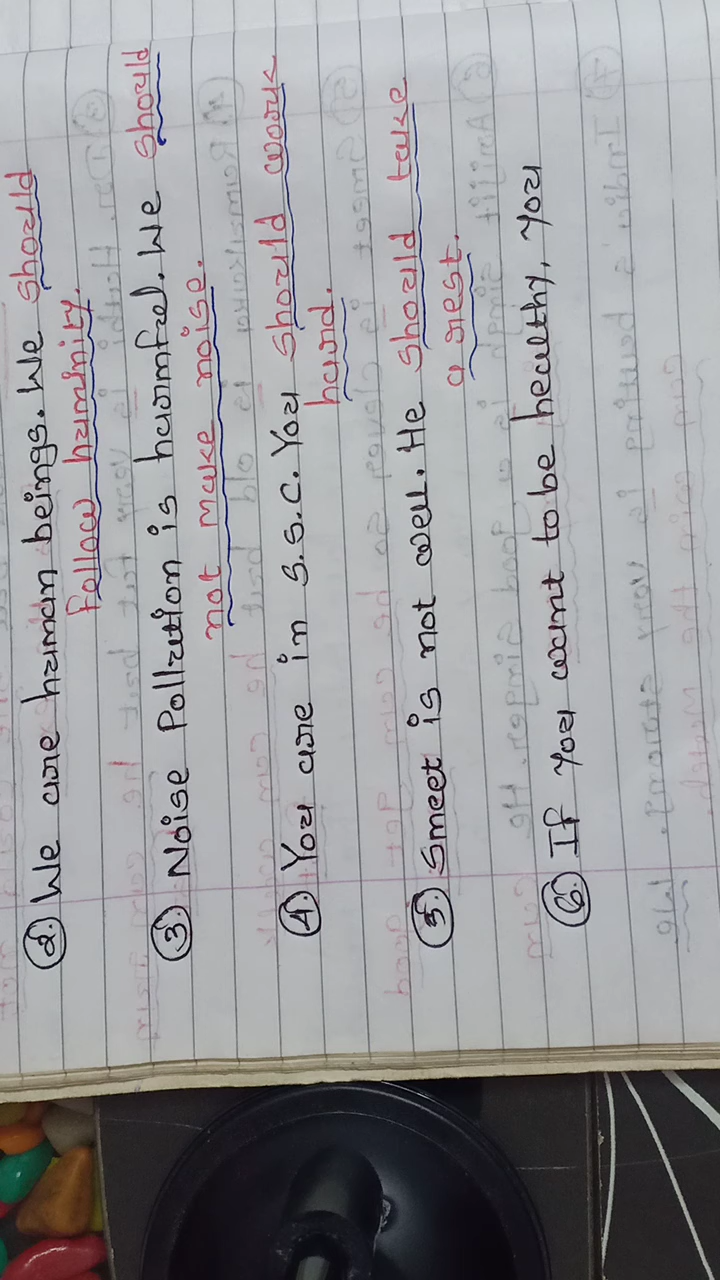 2. We are human beings. We should
follow huminity.
3. Noise Pollution is harmful. We should
not make noise.
4. You are in S.S.C. You should work
hard.
5. Smeet is not well. He should take
a rest.
6. If you want to be healthy, you